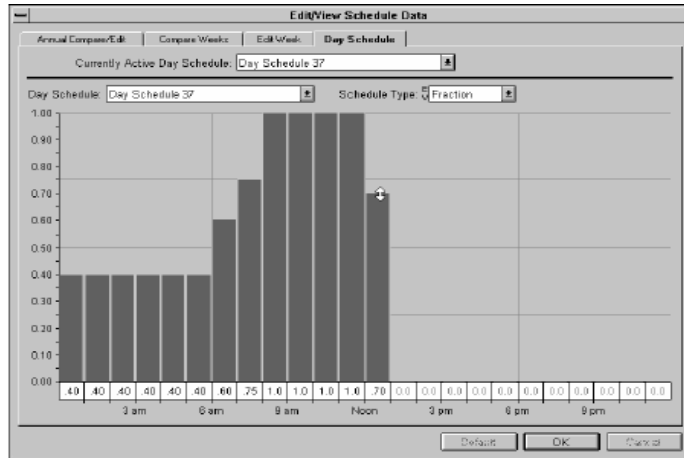 Edit/View Schedule Data
Annual Compare/Edit Compare Weeks Edit Week Day Schedule
Currently Active Day Schedule: Day Schedule 37
Day Schedule: Day Schedule 37 Schedule Type: Fraction
1.00
0.90
0.80
0.70
0.60
0.50
0.40
0.30
0.20
0.10
0.00
.40 .40 .40 .40 .40 .40 .60 .75 1.0 1.0 1.0 1.0 .70 0.0 0.0 0.0 0.0 0.0 0.0 0.0 0.0 0.0 0.0 0.0
3 am 6 am 9 am Noon 3 pm 6 pm 9 pm
Default OK Cancel